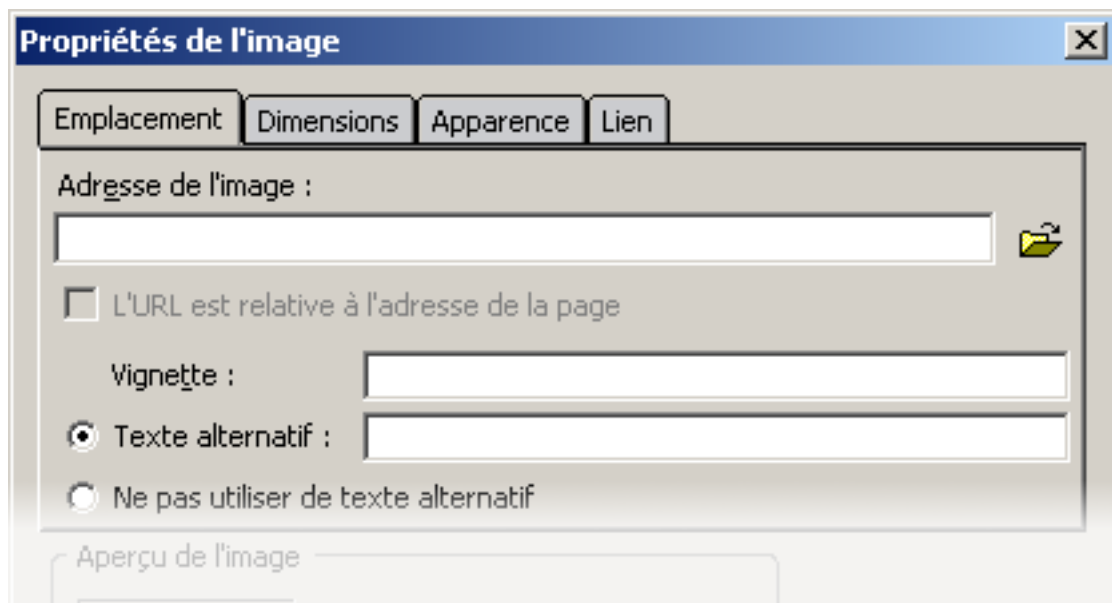 Propriétés de l'image
Emplacement Dimensions Apparence Lien
Adresse de l'image :
L'URL est relative à l'adresse de la page
Vignette :
Texte alternatif :
Ne pas utiliser de texte alternatif
Aperçu de l'image